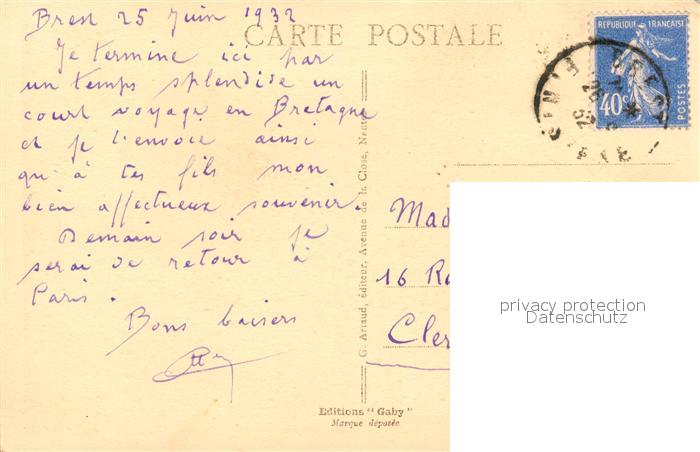 Brest 25 Juin 1932
CARTE POSTALE
Je termine ici par
un temps splendide un
court voyage en Bretagne
et je t'envoie ainsi
qu'à tes fils mon
bien affectueux souvenir.
Demain soir je
serai de retour à
Paris.
Bons baisers
G. Artaud, éditeur, Avenue de la Close, Nantes
Editions "Gaby"
Marque déposée
REPUBLIQUE FRANÇAISE
40c
POSTES
BREST
Mad
16 R
Cler
privacy protection
Datenschutz